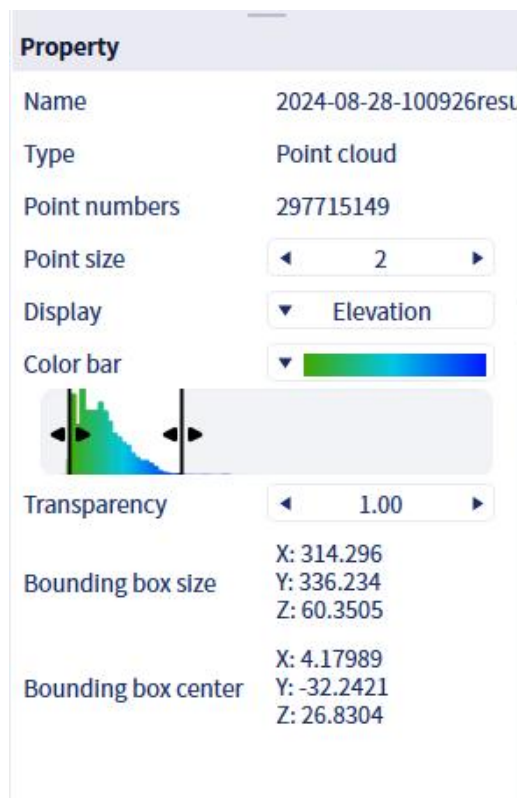 Property
Name 2024-08-28-100926resu
Type Point cloud
Point numbers 297715149
Point size 2
Display Elevation
Color bar
Transparency 1.00
Bounding box size
X: 314.296
Y: 336.234
Z: 60.3505
Bounding box center
X: 4.17989
Y: -32.2421
Z: 26.8304